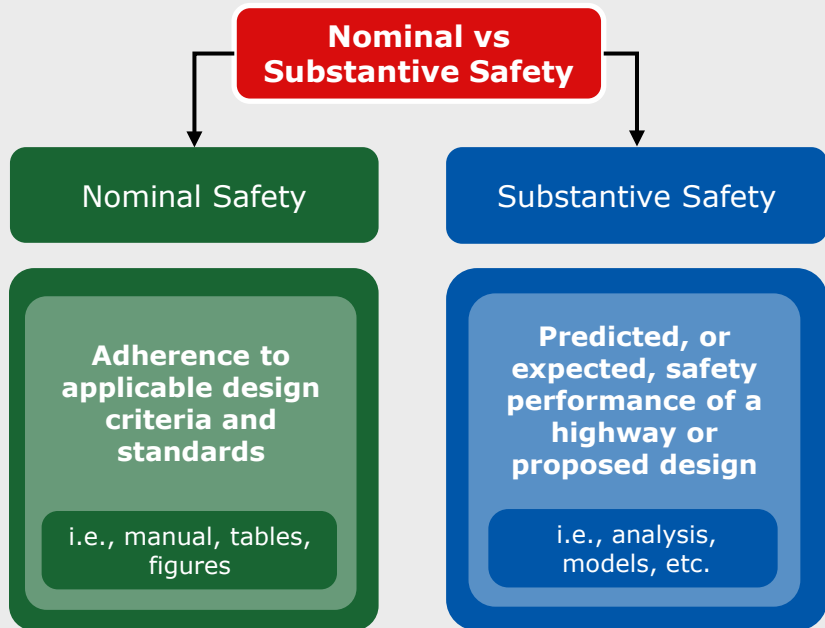 Nominal vs
Substantive Safety
Nominal Safety
Adherence to
applicable design
criteria and
standards
i.e., manual, tables,
figures
Substantive Safety
Predicted, or
expected, safety
performance of a
highway or
proposed design
i.e., analysis,
models, etc.